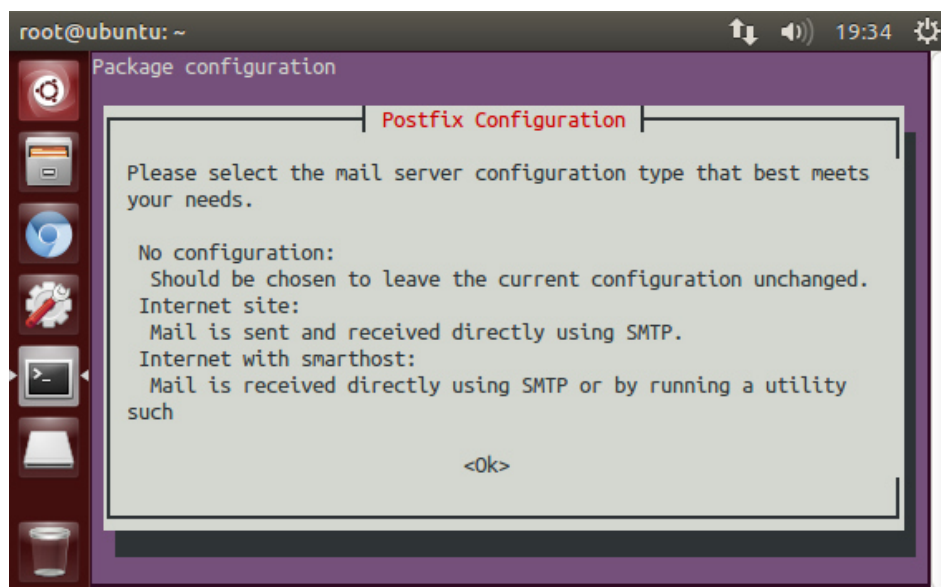 root@ubuntu: ~
19:34
Package configuration
Postfix Configuration
Please select the mail server configuration type that best meets
your needs.
No configuration:
Should be chosen to leave the current configuration unchanged.
Internet site:
Mail is sent and received directly using SMTP.
Internet with smarthost:
Mail is received directly using SMTP or by running a utility
such
<Ok>
>_